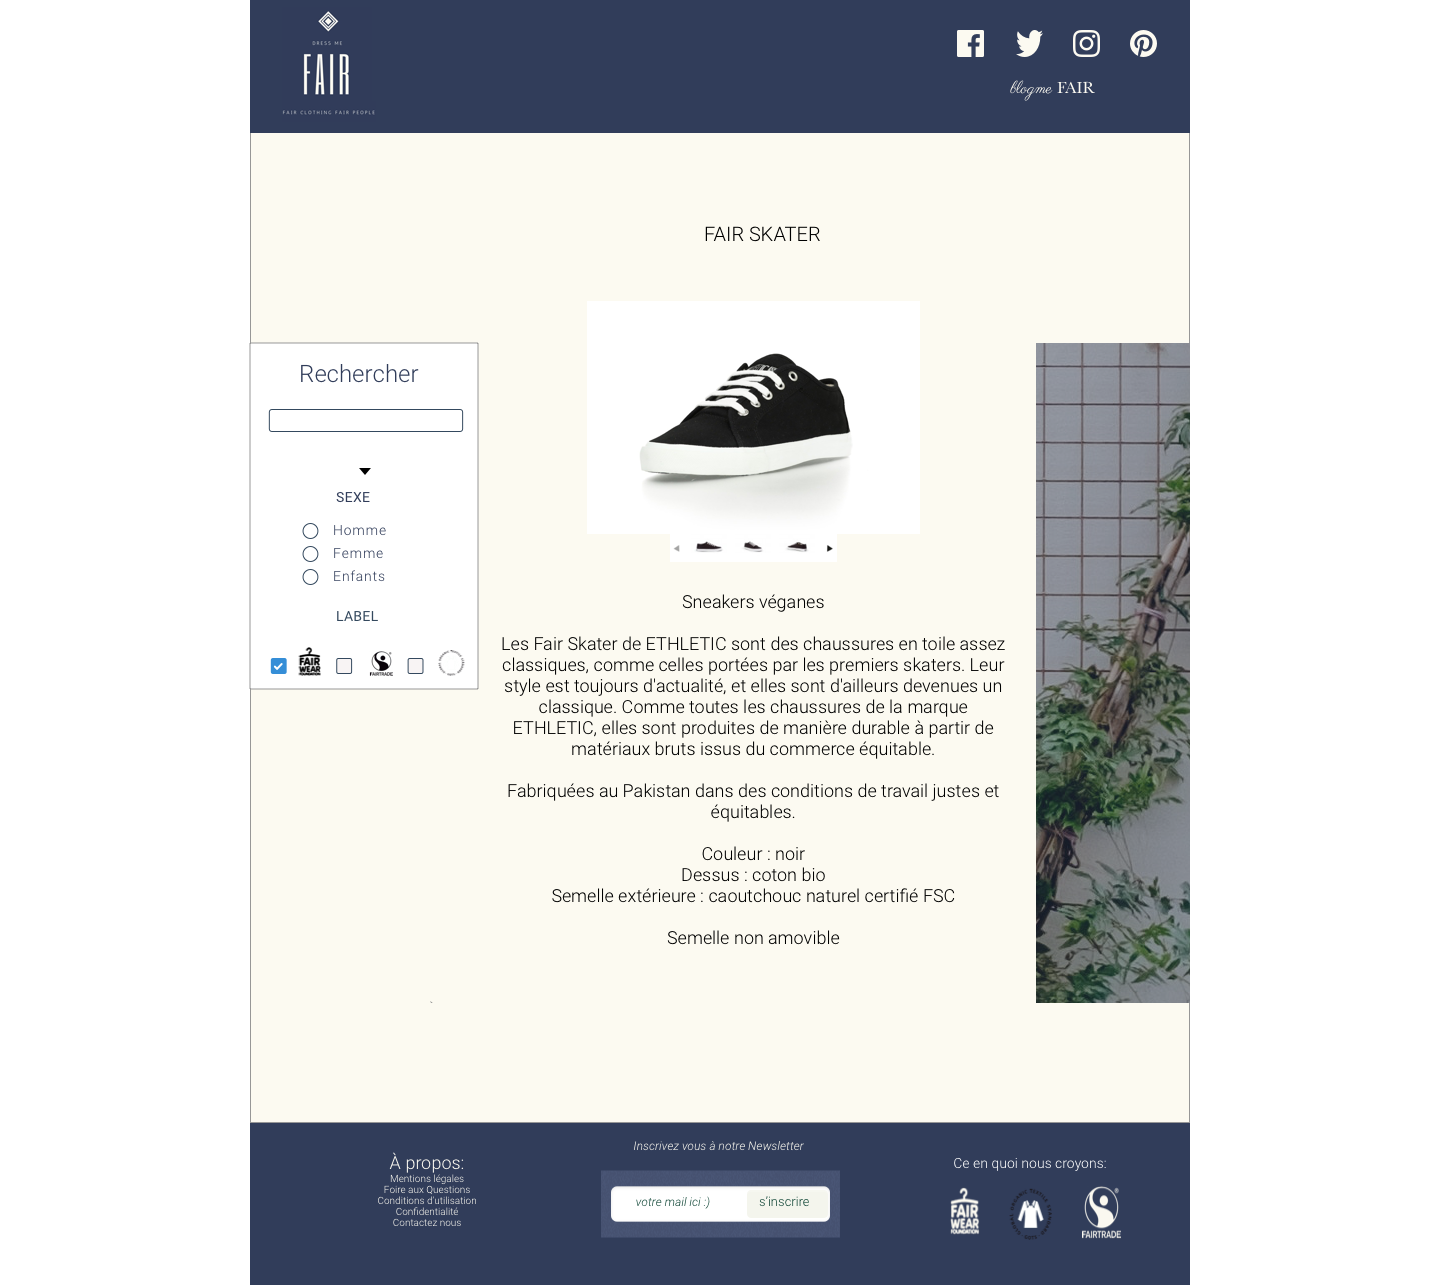 DRESS ME
FAIR
FAIR CLOTHING FAIR PEOPLE
blogme FAIR
FAIR SKATER
Rechercher
SEXE
Homme
Femme
Enfants
LABEL
FAIR
WEAR
FOUNDATION
FAIRTRADE
Sneakers véganes
Les Fair Skater de ETHLETIC sont des chaussures en toile assez
classiques, comme celles portées par les premiers skaters. Leur
style est toujours d'actualité, et elles sont d'ailleurs devenues un
classique. Comme toutes les chaussures de la marque
ETHLETIC, elles sont produites de manière durable à partir de
matériaux bruts issus du commerce équitable.
Fabriquées au Pakistan dans des conditions de travail justes et
équitables.
Couleur : noir
Dessus : coton bio
Semelle extérieure : caoutchouc naturel certifié FSC
Semelle non amovible
À propos:
Mentions légales
Foire aux Questions
Conditions d'utilisation
Confidentialité
Contactez nous
Inscrivez vous à notre Newsletter
votre mail ici :)
s'inscrire
Ce en quoi nous croyons:
FAIR
WEAR
FOUNDATION
FAIRTRADE